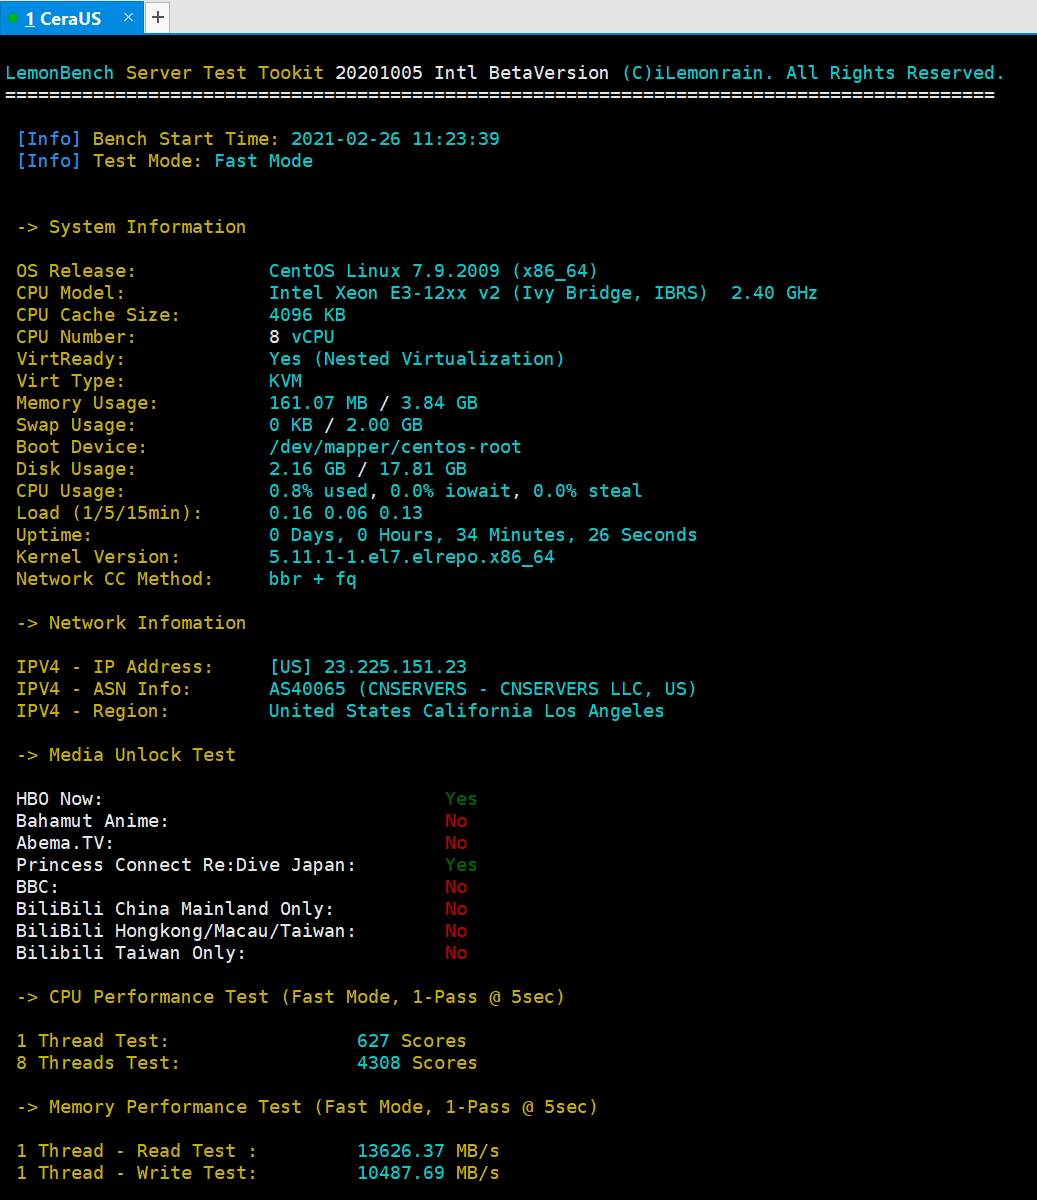 1 CeraUS × +
LemonBench Server Test Tookit 20201005 Intl BetaVersion (C)iLemonrain. All Rights Reserved.
==========================================================================================
[Info] Bench Start Time: 2021-02-26 11:23:39
[Info] Test Mode: Fast Mode
-> System Information
OS Release: CentOS Linux 7.9.2009 (x86_64)
CPU Model: Intel Xeon E3-12xx v2 (Ivy Bridge, IBRS)  2.40 GHz
CPU Cache Size: 4096 KB
CPU Number: 8 vCPU
VirtReady: Yes (Nested Virtualization)
Virt Type: KVM
Memory Usage: 161.07 MB / 3.84 GB
Swap Usage: 0 KB / 2.00 GB
Boot Device: /dev/mapper/centos-root
Disk Usage: 2.16 GB / 17.81 GB
CPU Usage: 0.8% used, 0.0% iowait, 0.0% steal
Load (1/5/15min): 0.16 0.06 0.13
Uptime: 0 Days, 0 Hours, 34 Minutes, 26 Seconds
Kernel Version: 5.11.1-1.el7.elrepo.x86_64
Network CC Method: bbr + fq
-> Network Infomation
IPV4 - IP Address: [US] 23.225.151.23
IPV4 - ASN Info: AS40065 (CNSERVERS - CNSERVERS LLC, US)
IPV4 - Region: United States California Los Angeles
-> Media Unlock Test
HBO Now: Yes
Bahamut Anime: No
Abema.TV: No
Princess Connect Re:Dive Japan: Yes
BBC: No
BiliBili China Mainland Only: No
BiliBili Hongkong/Macau/Taiwan: No
Bilibili Taiwan Only: No
-> CPU Performance Test (Fast Mode, 1-Pass @ 5sec)
1 Thread Test: 627 Scores
8 Threads Test: 4308 Scores
-> Memory Performance Test (Fast Mode, 1-Pass @ 5sec)
1 Thread - Read Test : 13626.37 MB/s
1 Thread - Write Test: 10487.69 MB/s